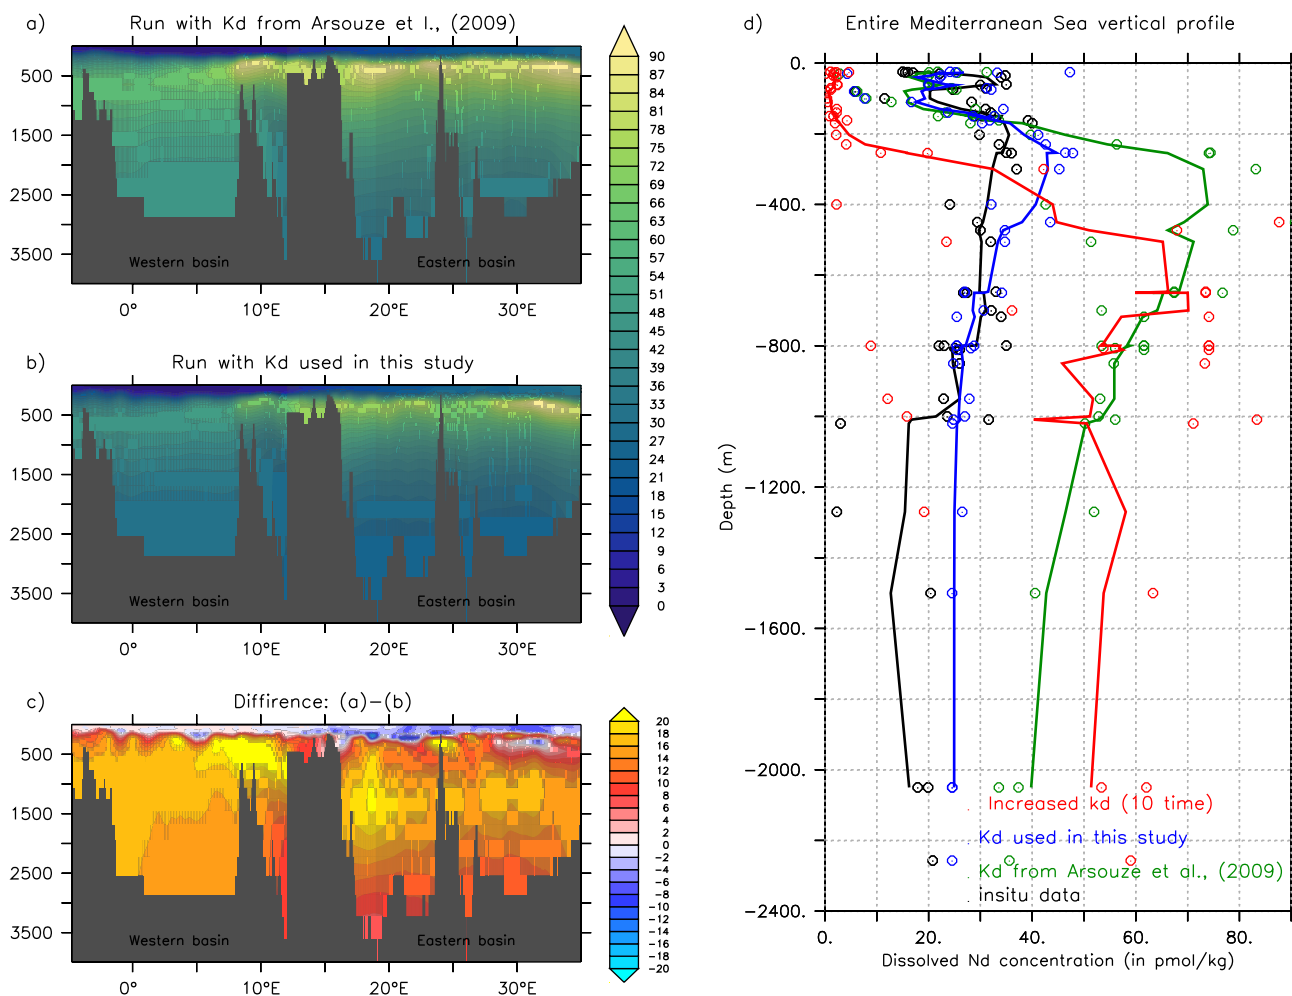 a)
Run with Kd from Arsouze et l., (2009)
500
1500
2500
3500
Western basin
Eastern basin
0°
10°E
20°E
30°E
b)
Run with Kd used in this study
500
1500
2500
3500
Western basin
Eastern basin
0°
10°E
20°E
30°E
90
87
84
81
78
75
72
69
66
63
60
57
54
51
48
45
42
39
36
33
30
27
24
21
18
15
12
9
6
3
0
c)
Diffirence: (a)−(b)
500
1500
2500
3500
Western basin
Eastern basin
0°
10°E
20°E
30°E
20
18
16
14
12
10
8
6
4
2
0
−2
−4
−6
−8
−10
−12
−14
−16
−18
−20
d)
Entire Mediterranean Sea vertical profile
0.
−400.
−800.
−1200.
−1600.
−2000.
−2400.
Depth (m)
Increased kd (10 time)
Kd used in this study
Kd from Arsouze et al., (2009)
insitu data
0.
20.
40.
60.
80.
Dissolved Nd concentration (in pmol/kg)